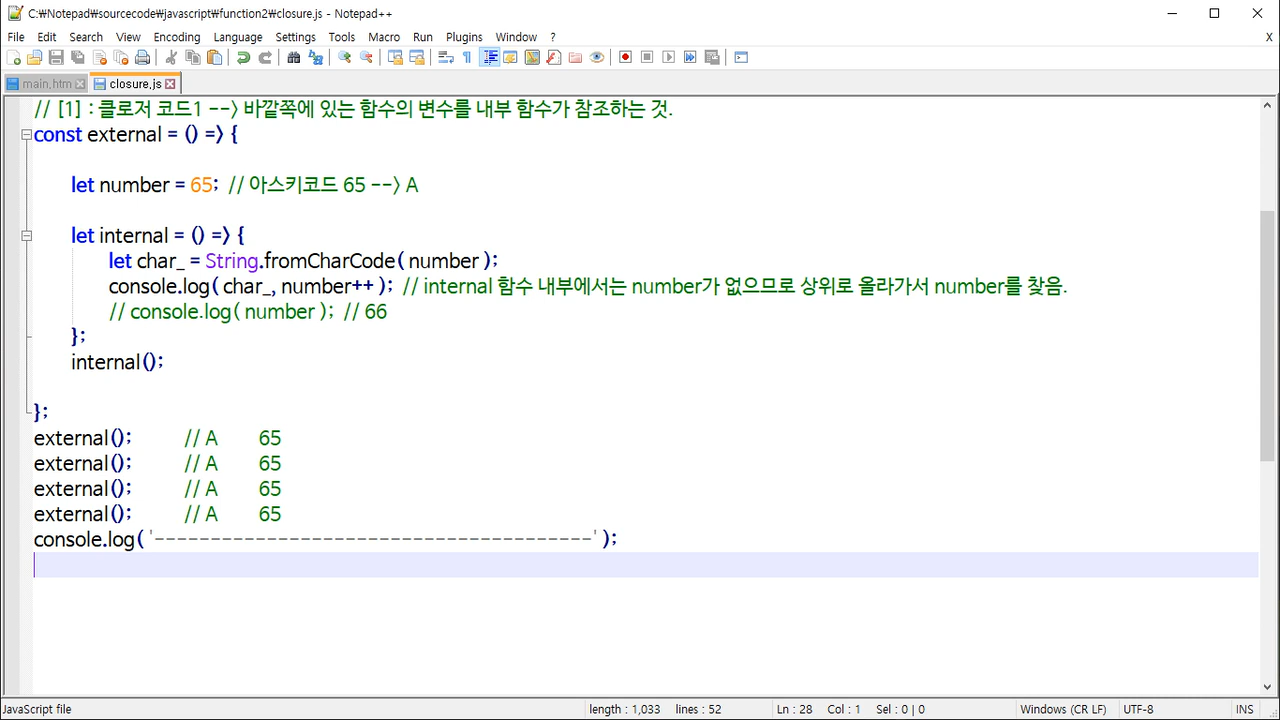 C:₩Notepad₩sourcecode₩javascript₩function2₩closure.js - Notepad++
File Edit Search View Encoding Language Settings Tools Macro Run Plugins Window ? X
main.htm closure.js
// [1] : 클로저 코드1 --> 바깥쪽에 있는 함수의 변수를 내부 함수가 참조하는 것.
const external = () => {
let number = 65; // 아스키코드 65 --> A
let internal = () => {
let char_ = String.fromCharCode( number );
console.log( char_, number++ ); // internal 함수 내부에서는 number가 없으므로 상위로 올라가서 number를 찾음.
// console.log( number ); // 66
};
internal();
};
external(); // A 65
external(); // A 65
external(); // A 65
external(); // A 65
console.log( '---------------------------------------' );
JavaScript file length : 1,033 lines : 52 Ln : 28 Col : 1 Sel : 0 | 0 Windows (CR LF) UTF-8 INS